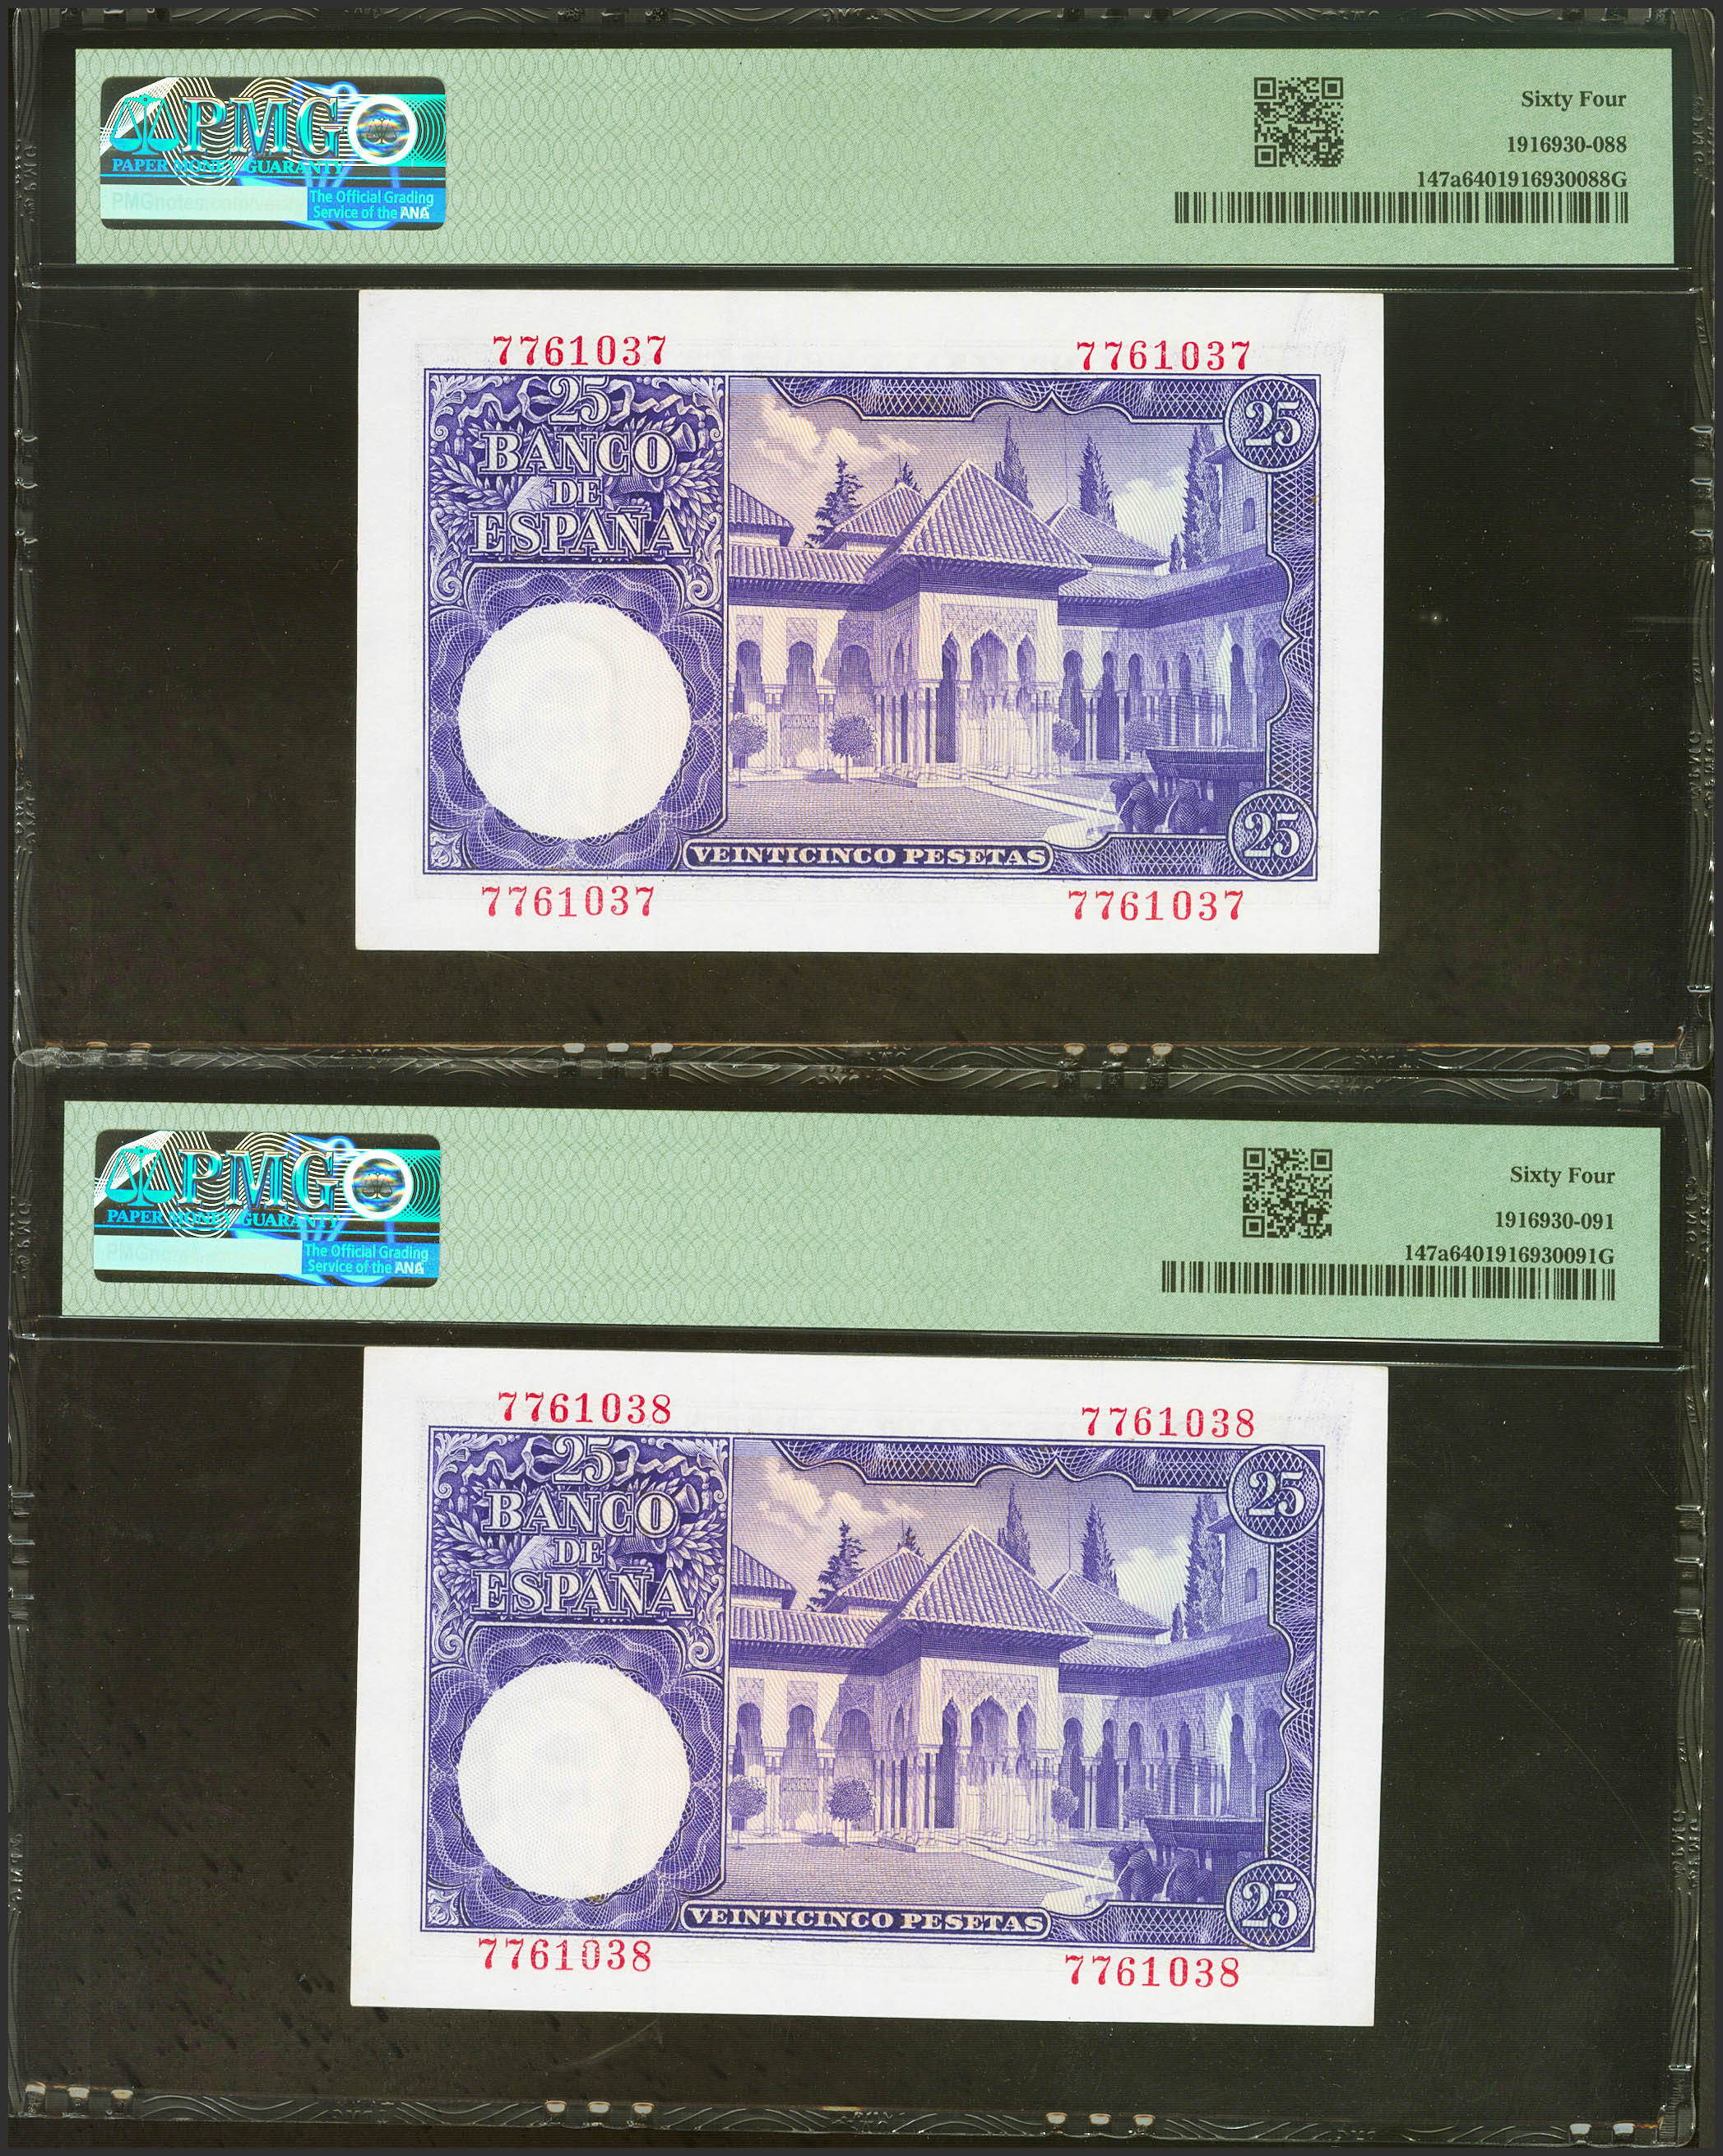 PMG
PAPER MONEY GUARANTY
The Official Grading
Service of the ANA
Sixty Four
1916930-088
147a6401916930088G
7761037 7761037
25
BANCO
DE
ESPAÑA
25
25
VEINTICINCO PESETAS
7761037 7761037
PMG
PAPER MONEY GUARANTY
The Official Grading
Service of the ANA
Sixty Four
1916930-091
147a6401916930091G
7761038 7761038
25
BANCO
DE
ESPAÑA
25
25
VEINTICINCO PESETAS
7761038 7761038